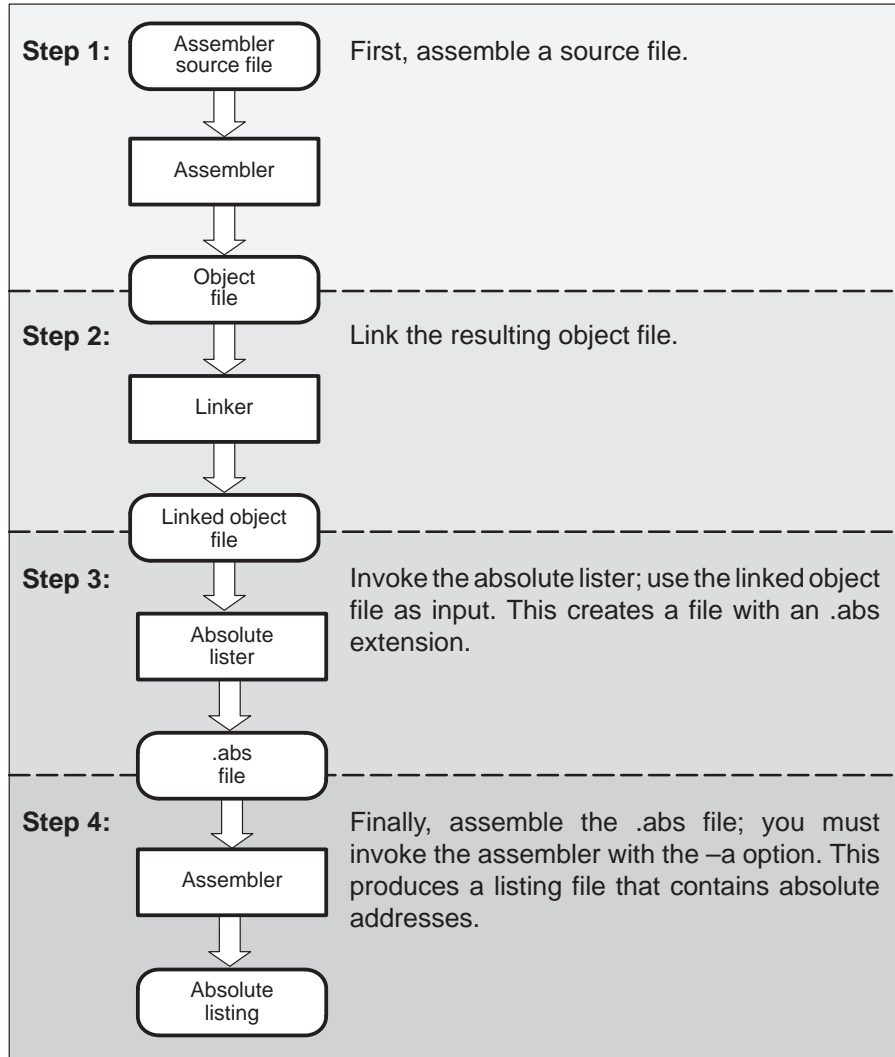 Step 1:
Assembler
source file
First, assemble a source file.
Assembler
Object
file
Step 2:
Link the resulting object file.
Linker
Linked object
file
Step 3:
Invoke the absolute lister; use the linked object
file as input. This creates a file with an .abs
extension.
Absolute
lister
.abs
file
Step 4:
Finally, assemble the .abs file; you must
invoke the assembler with the –a option. This
produces a listing file that contains absolute
addresses.
Assembler
Absolute
listing